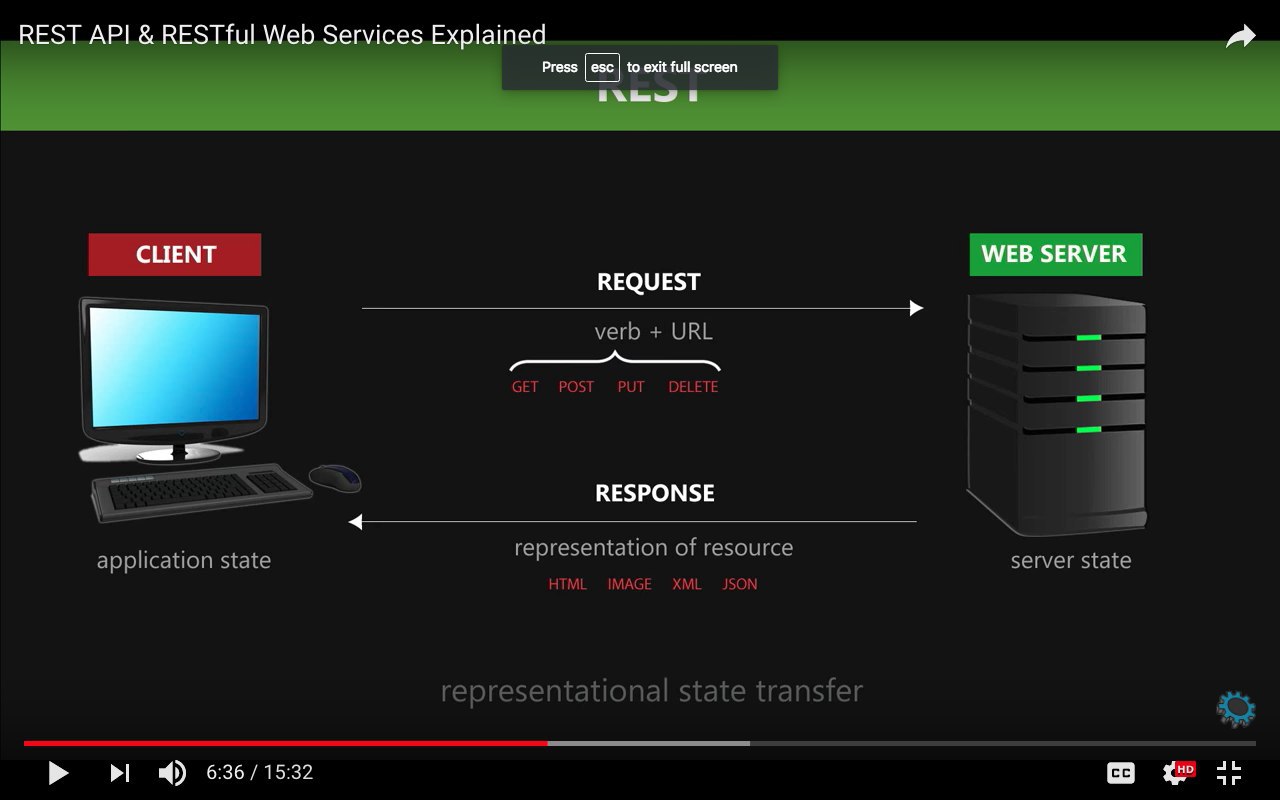 REST API & RESTful Web Services Explained
Press esc to exit full screen
REST
CLIENT
WEB SERVER
REQUEST
verb + URL
GET POST PUT DELETE
RESPONSE
representation of resource
HTML IMAGE XML JSON
application state
server state
representational state transfer
6:36 / 15:32
CC
HD